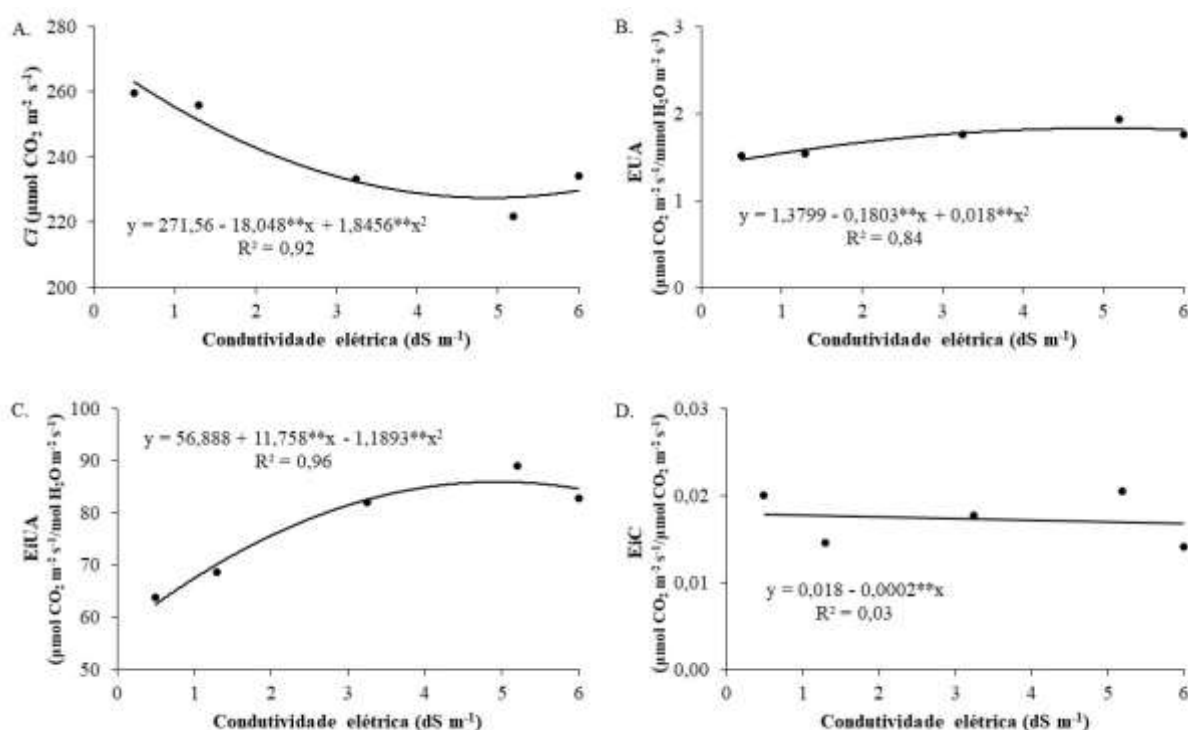 A.
280
260
240
220
200
Ci (µmol CO₂ m⁻² s⁻¹)
y = 271,56 - 18,048**x + 1,8456**x²
R² = 0,92
0 1 2 3 4 5 6
Condutividade elétrica (dS m⁻¹)
B.
3
2
1
0
EUA
(µmol CO₂ m⁻² s⁻¹/mmol H₂O m⁻² s⁻¹)
y = 1,3799 - 0,1803**x + 0,018**x²
R² = 0,84
0 1 2 3 4 5 6
Condutividade elétrica (dS m⁻¹)
C.
100
90
80
70
60
50
EiUA
(µmol CO₂ m⁻² s⁻¹/mol H₂O m⁻² s⁻¹)
y = 56,888 + 11,758**x - 1,1893**x²
R² = 0,96
0 1 2 3 4 5 6
Condutividade elétrica (dS m⁻¹)
D.
0,03
0,02
0,01
0,00
EiC
(µmol CO₂ m⁻² s⁻¹/µmol CO₂ m⁻² s⁻¹)
y = 0,018 - 0,0002**x
R² = 0,03
0 1 2 3 4 5 6
Condutividade elétrica (dS m⁻¹)